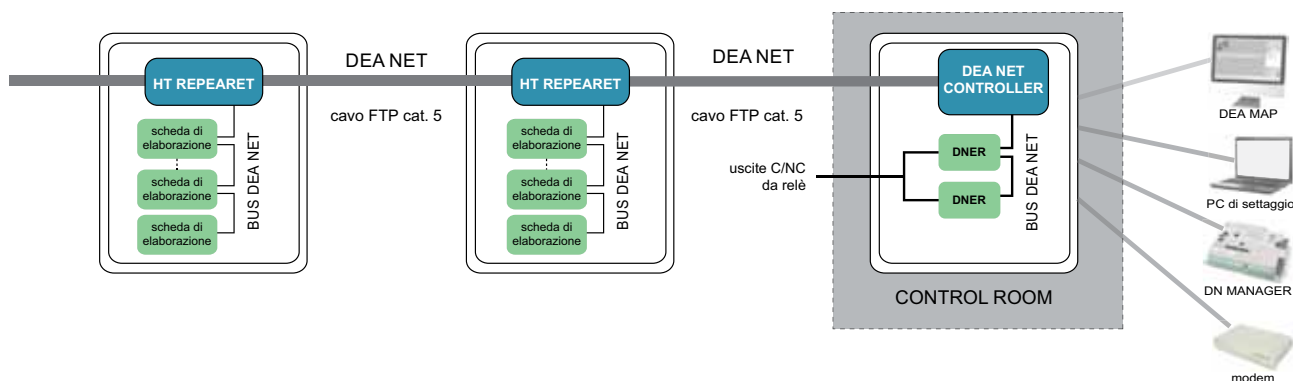 HT REPEARET
scheda di
elaborazione
scheda di
elaborazione
scheda di
elaborazione
BUS DEA NET
DEA NET
cavo FTP cat. 5
HT REPEARET
scheda di
elaborazione
scheda di
elaborazione
scheda di
elaborazione
BUS DEA NET
DEA NET
cavo FTP cat. 5
uscite C/NC
da relè
DEA NET
CONTROLLER
DNER
DNER
BUS DEA NET
CONTROL ROOM
DEA MAP
PC di settaggio
DN MANAGER
modem